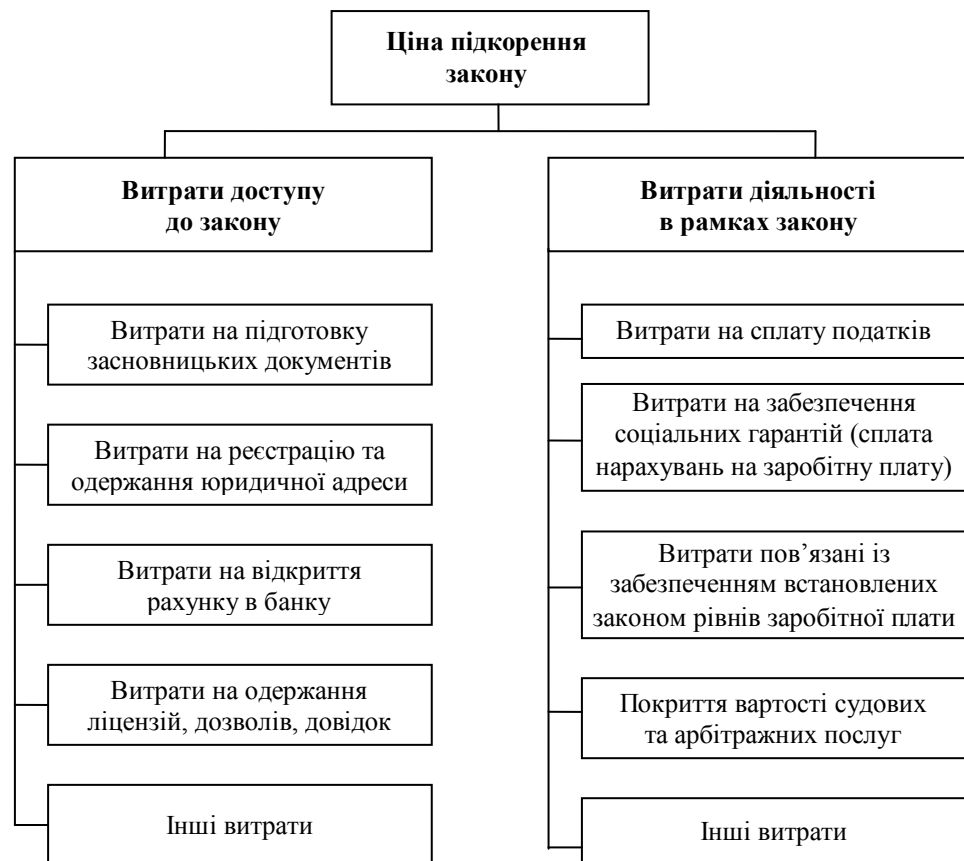 Ціна підкорення
закону
Витрати доступу
до закону
Витрати на підготовку
засновницьких документів
Витрати на реєстрацію та
одержання юридичної адреси
Витрати на відкриття
рахунку в банку
Витрати на одержання
ліцензій, дозволів, довідок
Інші витрати
Витрати діяльності
в рамках закону
Витрати на сплату податків
Витрати на забезпечення
соціальних гарантій (сплата
нарахувань на заробітну плату)
Витрати пов’язані із
забезпеченням встановлених
законом рівнів заробітної плати
Покриття вартості судових
та арбітражних послуг
Інші витрати